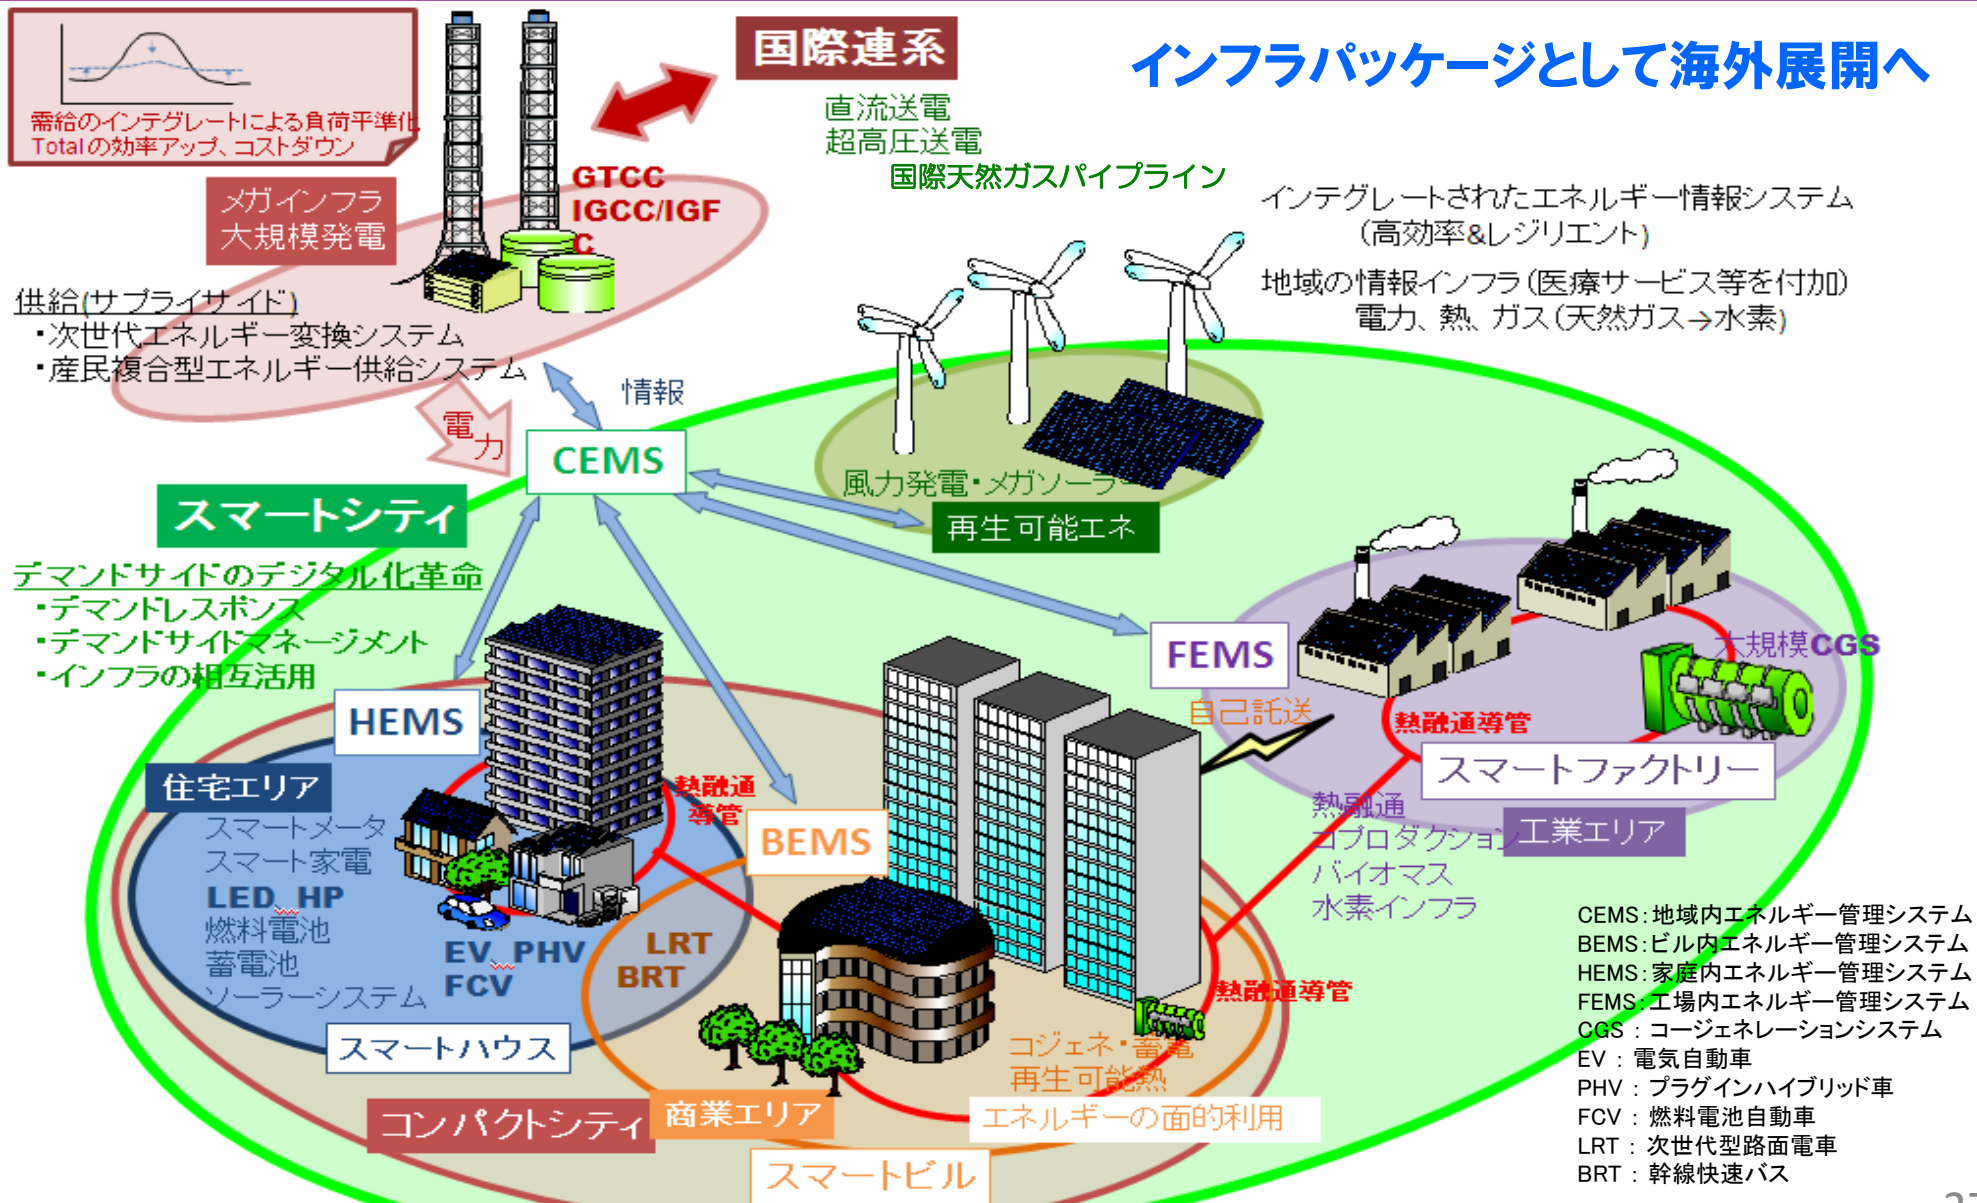 インフラパッケージとして海外展開へ
国際連系
直流送電
超高圧送電
国際天然ガスパイプライン
需給のインテグレートによる負荷平準化
Totalの効率アップ、コストダウン
メガインフラ
大規模発電
GTCC
IGCC/IGF
C
インテグレートされたエネルギー情報システム
(高効率&レジリエント)
地域の情報インフラ(医療サービス等を付加)
電力、熱、ガス(天然ガス→水素)
供給(サプライサイド)
・次世代エネルギー変換システム
・産民複合型エネルギー供給システム
情報
電力
CEMS
風力発電・メガソーラー
再生可能エネ
スマートシティ
デマンドサイドのデジタル化革命
・デマンドレスポンス
・デマンドサイドマネージメント
・インフラの相互活用
FEMS
大規模CGS
自己託送
熱融通導管
スマートファクトリー
工業エリア
熱融通
コプロダクション
バイオマス
水素インフラ
HEMS
住宅エリア
スマートメータ
スマート家電
LED、HP
燃料電池
蓄電池
ソーラーシステム
EV、PHV
FCV
スマートハウス
熱融通
導管
BEMS
LRT
BRT
熱融通導管
コジェネ・蓄電
再生可能熱
エネルギーの面的利用
商業エリア
コンパクトシティ
スマートビル
CEMS:地域内エネルギー管理システム
BEMS:ビル内エネルギー管理システム
HEMS:家庭内エネルギー管理システム
FEMS:工場内エネルギー管理システム
CGS : コージェネレーションシステム
EV : 電気自動車
PHV : プラグインハイブリッド車
FCV : 燃料電池自動車
LRT : 次世代型路面電車
BRT : 幹線快速バス